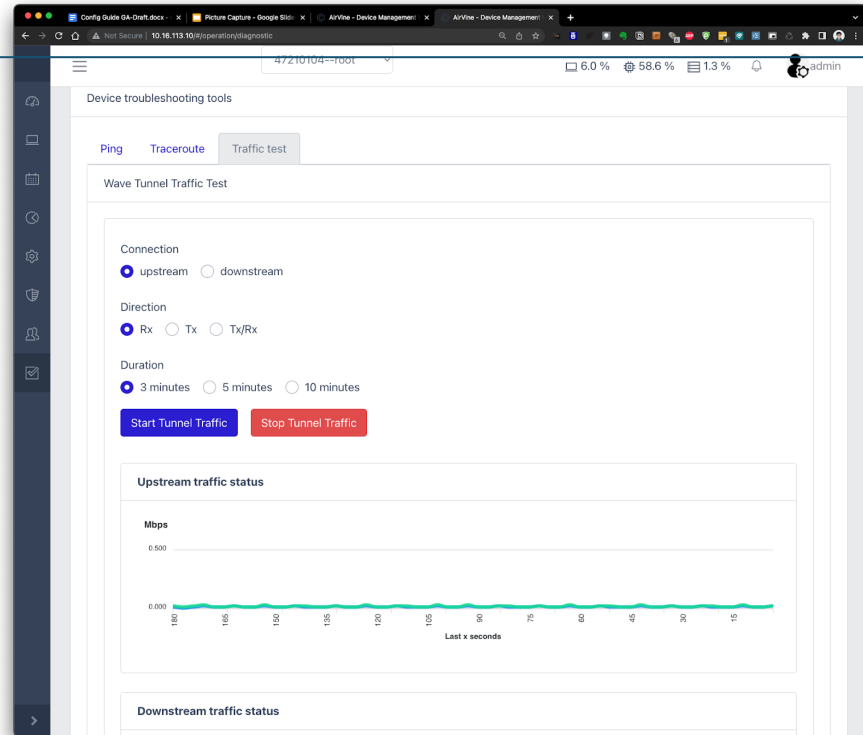 Config Guide GA-Draft.docx -
Picture Capture - Google Slide
AirVine - Device Management
AirVine - Device Management
Not Secure | 10.16.113.10/#/operation/diagnostic
47210104--root
6.0 %
58.6 %
1.3 %
admin
Device troubleshooting tools
Ping
Traceroute
Traffic test
Wave Tunnel Traffic Test
Connection
upstream
downstream
Direction
Rx
Tx
Tx/Rx
Duration
3 minutes
5 minutes
10 minutes
Start Tunnel Traffic
Stop Tunnel Traffic
Upstream traffic status
Mbps
0.500
0.000
180
165
150
135
120
105
90
75
60
45
30
15
Last x seconds
Downstream traffic status